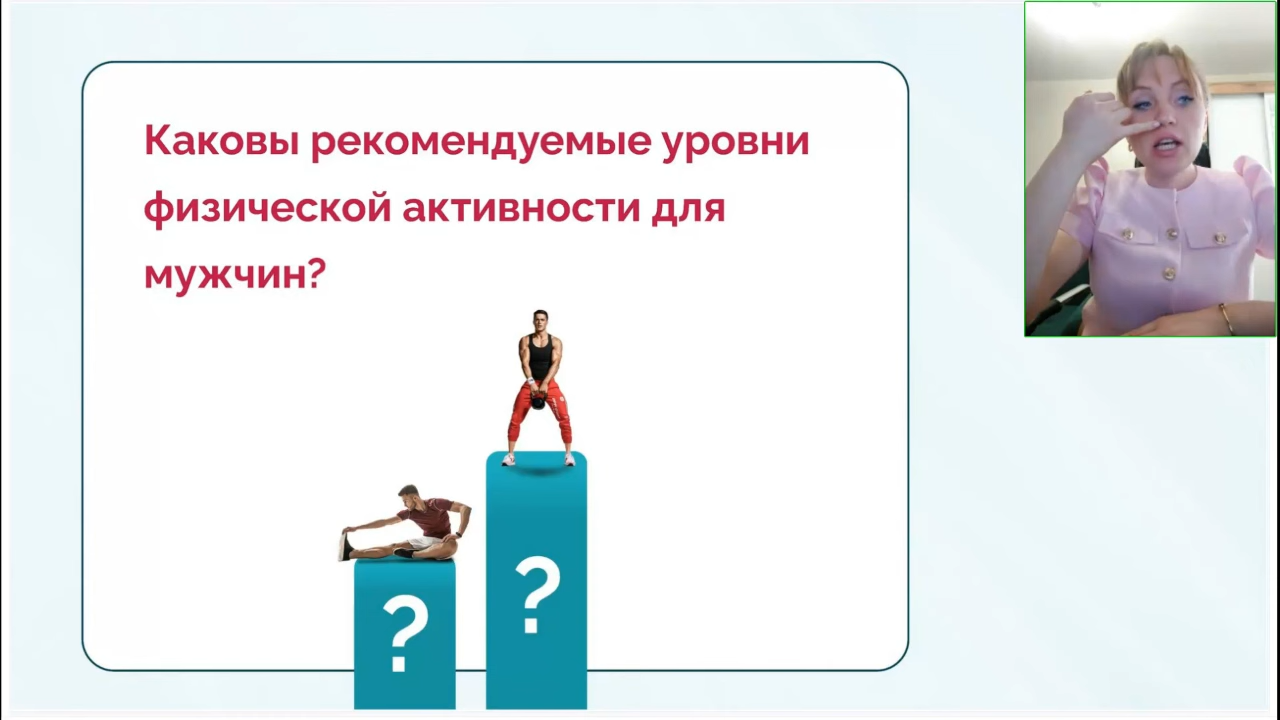 Каковы рекомендуемые уровни
физической активности для
мужчин?
?
?